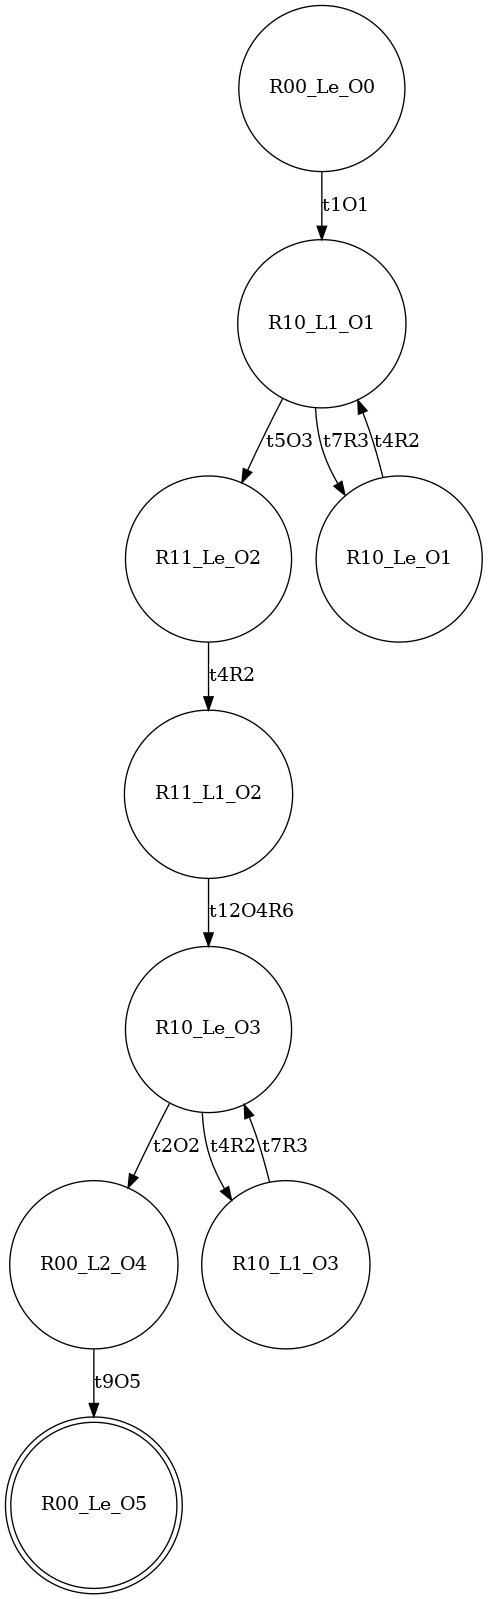 R00_Le_O0
t1O1
R10_L1_O1
t5O3
t7R3
t4R2
R11_Le_O2
R10_Le_O1
t4R2
R11_L1_O2
t12O4R6
R10_Le_O3
t2O2
t4R2
t7R3
R00_L2_O4
R10_L1_O3
t9O5
R00_Le_O5